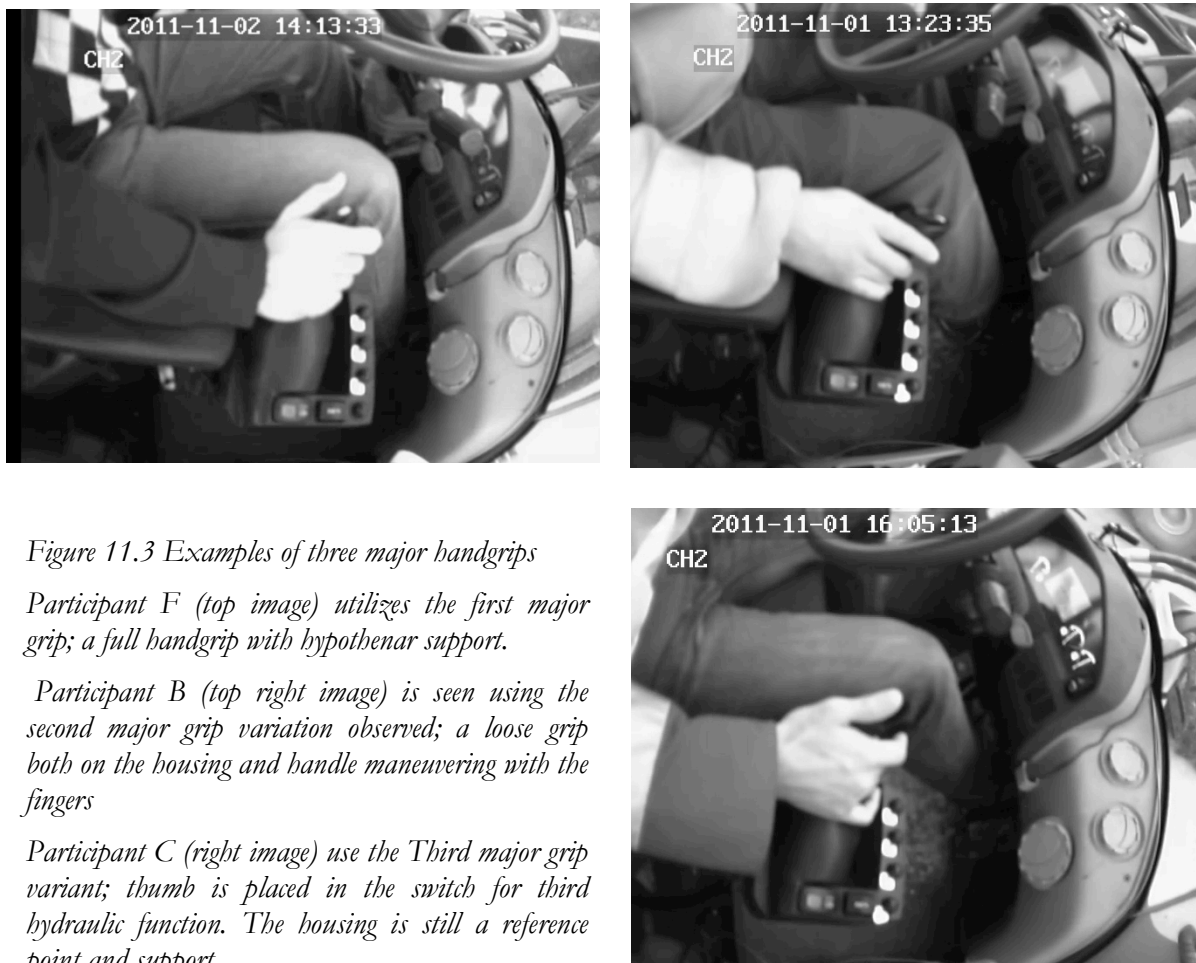 2011-11-02 14:13:33
CH2
2011-11-01 13:23:35
CH2
Figure 11.3 Examples of three major handgrips
Participant F (top image) utilizes the first major
grip; a full handgrip with hypothenar support.
Participant B (top right image) is seen using the
second major grip variation observed; a loose grip
both on the housing and handle maneuvering with the
fingers
Participant C (right image) use the Third major grip
variant; thumb is placed in the switch for third
hydraulic function. The housing is still a reference
point and support
2011-11-01 16:05:13
CH2